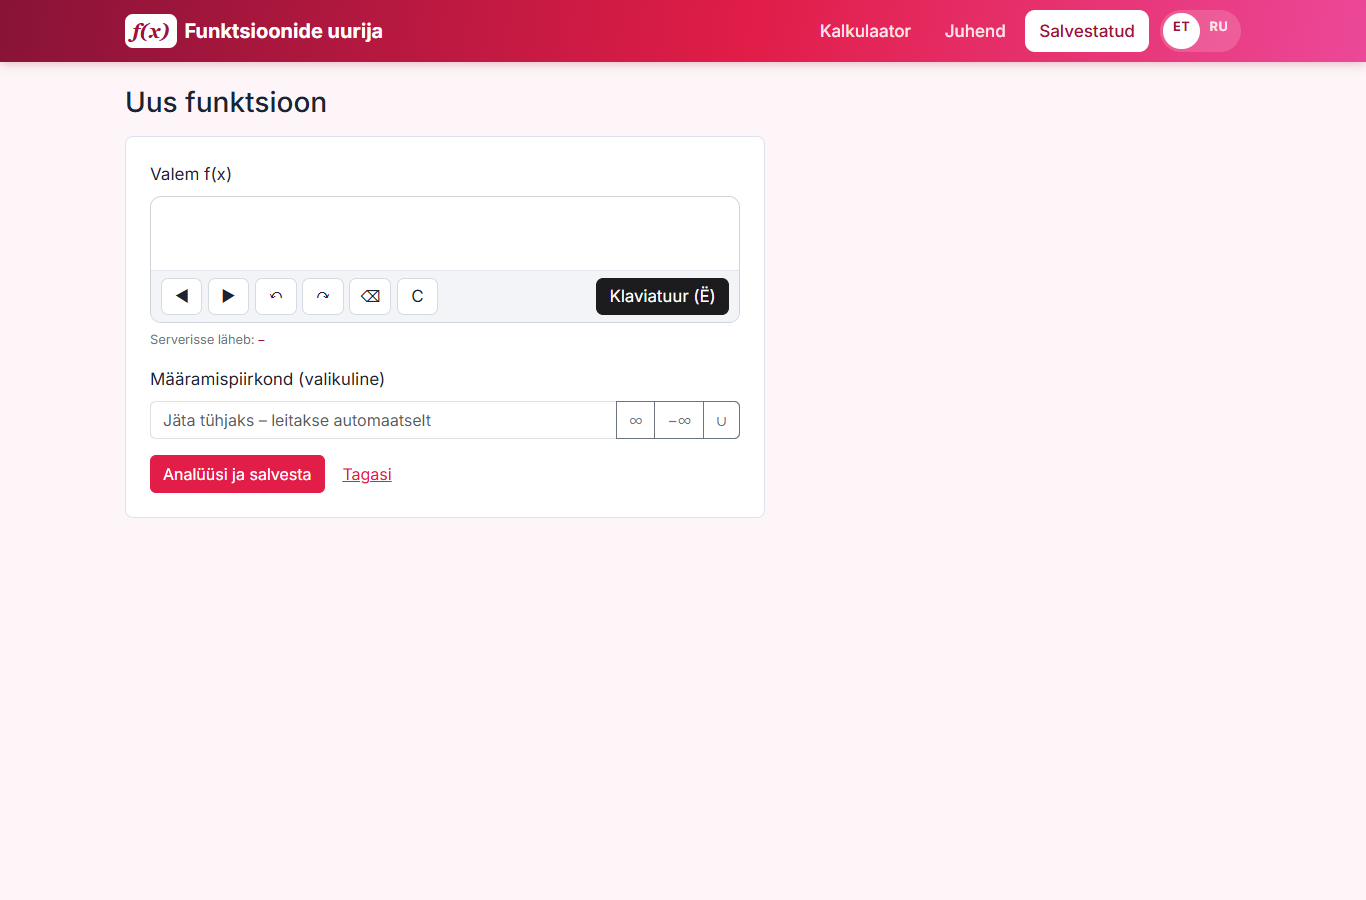 f(x) Funktsioonide uurija
Kalkulaator
Juhend
Salvestatud
ET
RU
Uus funktsioon
Valem f(x)
◀ ▶ ↶ ↷ ⌫ C
Klaviatuur (Ë)
Serverisse läheb: –
Määramispiirkond (valikuline)
Jäta tühjaks – leitakse automaatselt
∞
−∞
∪
Analüüsi ja salvesta
Tagasi